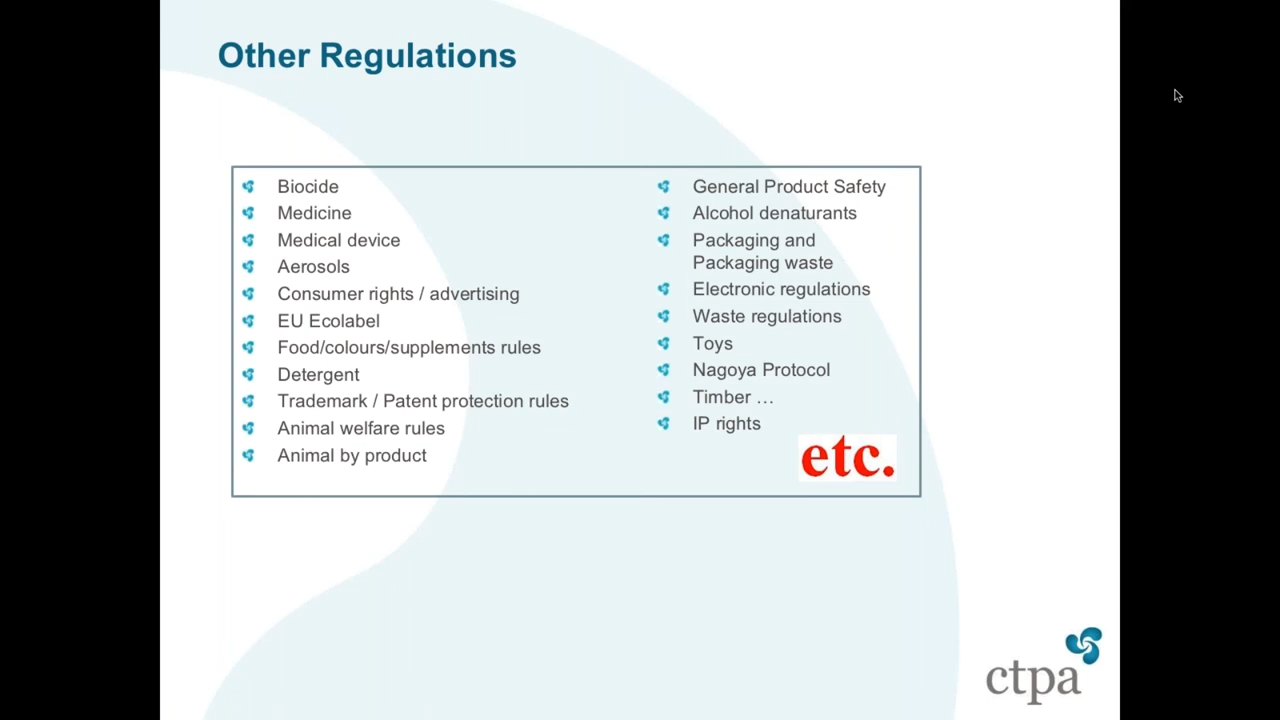 Other Regulations
Biocide
Medicine
Medical device
Aerosols
Consumer rights / advertising
EU Ecolabel
Food/colours/supplements rules
Detergent
Trademark / Patent protection rules
Animal welfare rules
Animal by product
General Product Safety
Alcohol denaturants
Packaging and
Packaging waste
Electronic regulations
Waste regulations
Toys
Nagoya Protocol
Timber …
IP rights
etc.
ctpa